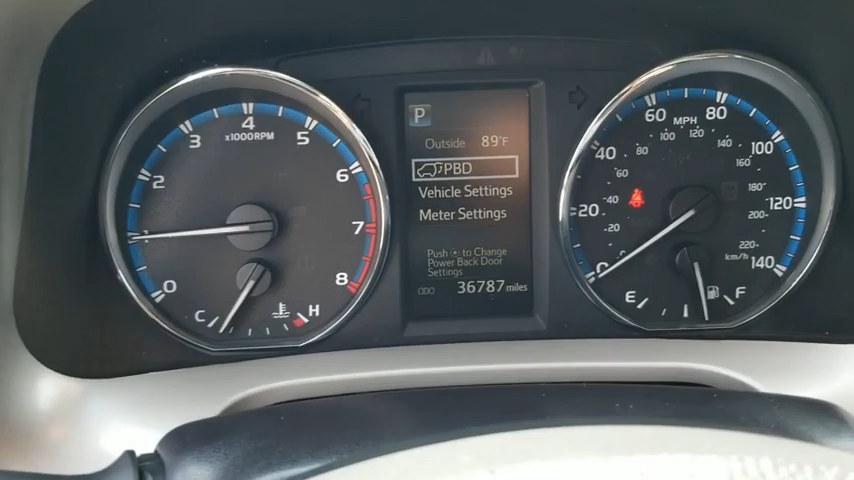 4
3
5
x1000RPM
2
6
1
7
0
8
C
H
P
Outside 89°F
PBD
Vehicle Settings
Meter Settings
Push ⦿ to Change
Power Back Door
Settings
ODO 36787 miles
60
MPH
80
40
100
20
120
0
140
100
120
80
140
60
160
40
180
20
200
0
220
km/h
E
F